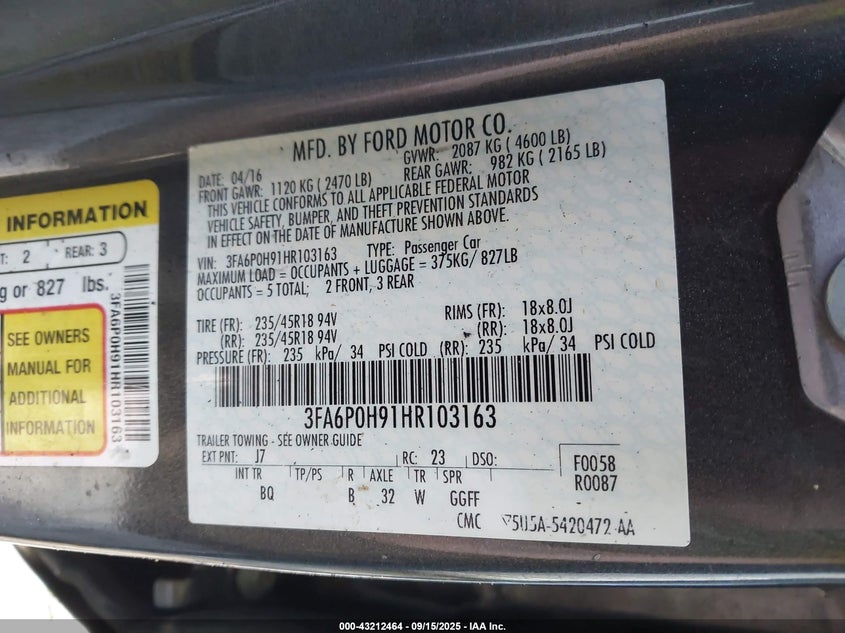 MFD. BY FORD MOTOR CO.
DATE: 04/16 GVWR: 2087 KG ( 4600 LB)
FRONT GAWR: 1120 KG ( 2470 LB) REAR GAWR: 982 KG ( 2165 LB)
THIS VEHICLE CONFORMS TO ALL APPLICABLE FEDERAL MOTOR
VEHICLE SAFETY, BUMPER, AND THEFT PREVENTION STANDARDS
IN EFFECT ON THE DATE OF MANUFACTURE SHOWN ABOVE.
VIN: 3FA6P0H91HR103163 TYPE: Passenger Car
MAXIMUM LOAD = OCCUPANTS + LUGGAGE = 375KG/ 827LB
OCCUPANTS = 5 TOTAL; 2 FRONT, 3 REAR
TIRE (FR): 235/45R18 94V RIMS (FR): 18x8.0J
(RR): 235/45R18 94V (RR): 18x8.0J
PRESSURE (FR): 235 kPa/ 34 PSI COLD (RR): 235 kPa/ 34 PSI COLD
3FA6P0H91HR103163
TRAILER TOWING - SEE OWNER GUIDE
EXT PNT: J7 RC: 23 DSO: F0058
R0087
INT TR TP/PS R AXLE TR SPR
BQ B 32 W GGFF
CMC 5U5A-5420472 AA
INFORMATION
2 REAR: 3
or 827 lbs.
SEE OWNERS
MANUAL FOR
ADDITIONAL
INFORMATION
3FA6P0H91HR103163
000-43212464 - 09/15/2025 - IAA Inc.